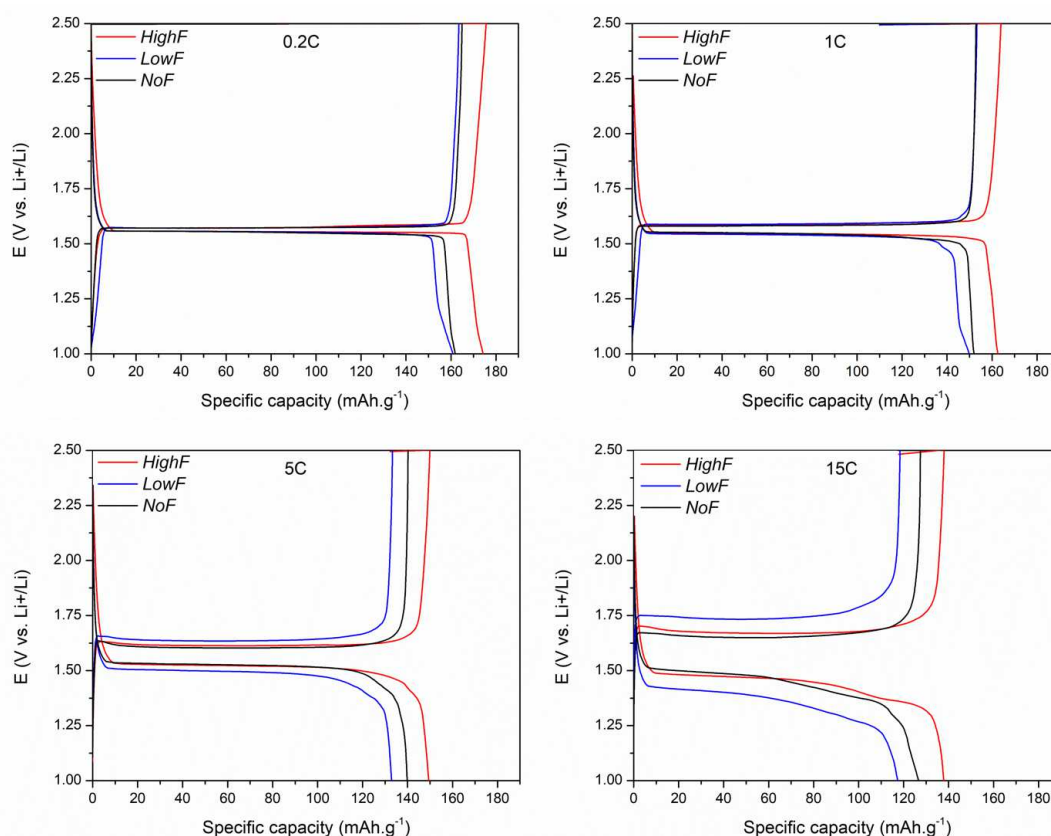 0.2C
HighF
LowF
NoF
2.50
2.25
2.00
1.75
1.50
1.25
1.00
E (V vs. Li+/Li)
0 20 40 60 80 100 120 140 160 180
Specific capacity (mAh.g-1)
1C
HighF
LowF
NoF
2.50
2.25
2.00
1.75
1.50
1.25
1.00
E (V vs. Li+/Li)
0 20 40 60 80 100 120 140 160 180
Specific capacity (mAh.g-1)
5C
HighF
LowF
NoF
2.50
2.25
2.00
1.75
1.50
1.25
1.00
E (V vs. Li+/Li)
0 20 40 60 80 100 120 140 160 180
Specific capacity (mAh.g-1)
15C
HighF
LowF
NoF
2.50
2.25
2.00
1.75
1.50
1.25
1.00
E (V vs. Li+/Li)
0 20 40 60 80 100 120 140 160 180
Specific capacity (mAh.g-1)